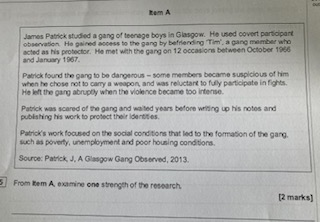 Item A
James Patrick studied a gang of teenage boys in Glasgow. He used covert participant
observation. He gained access to the gang by befriending 'Tim', a gang member who
acted as his protector. He met with the gang on 12 occasions between October 1966
and January 1967.
Patrick found the gang to be dangerous – some members became suspicious of him
when he chose not to carry a weapon, and was reluctant to fully participate in fights.
He left the gang abruptly when the violence became too intense.
Patrick was scared of the gang and waited years before writing up his notes and
publishing his work to protect their identities.
Patrick's work focused on the social conditions that led to the formation of the gang,
such as poverty, unemployment and poor housing conditions.
Source: Patrick, J, A Glasgow Gang Observed, 2013.
5 From Item A, examine one strength of the research.
[2 marks]